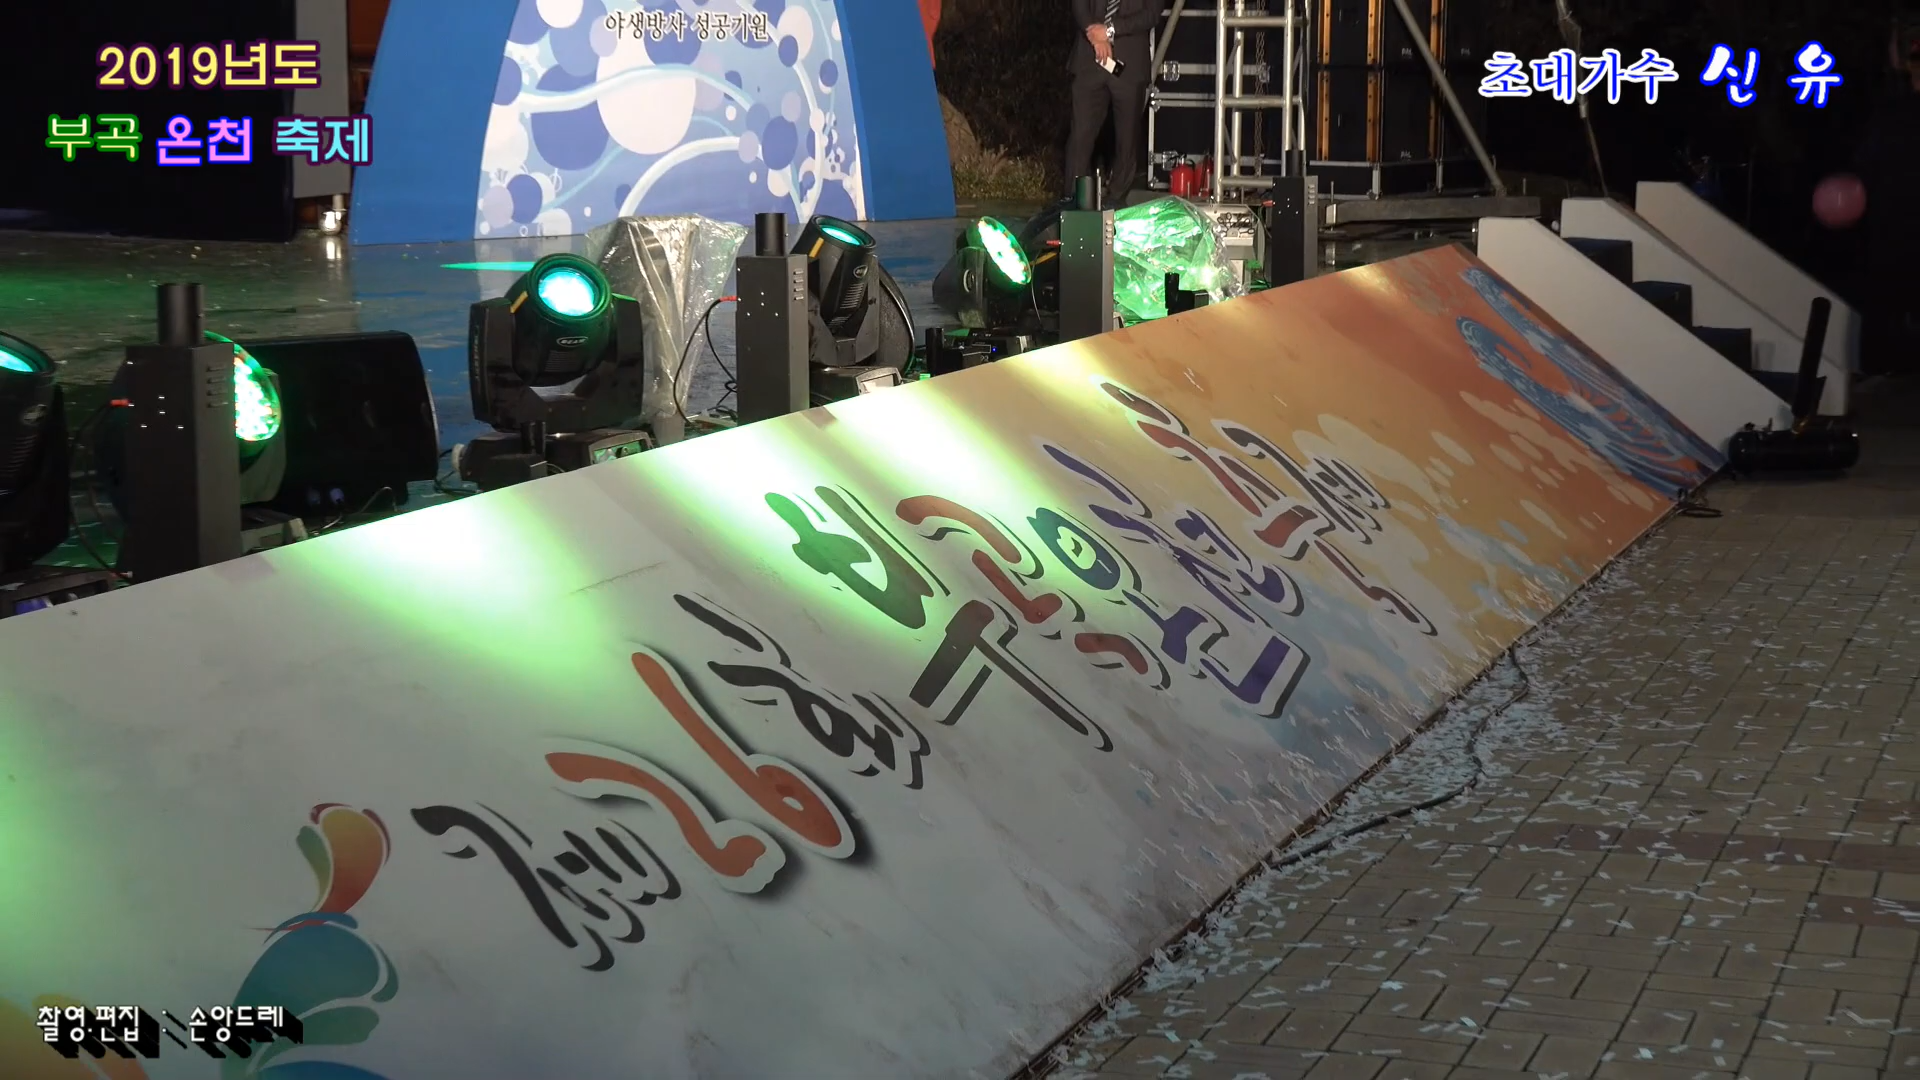 야생방사 성공기원
2019년도
부곡 온천 축제
초대가수 신 유
제26회 부곡온천축제
촬영.편집 : 손앙드레